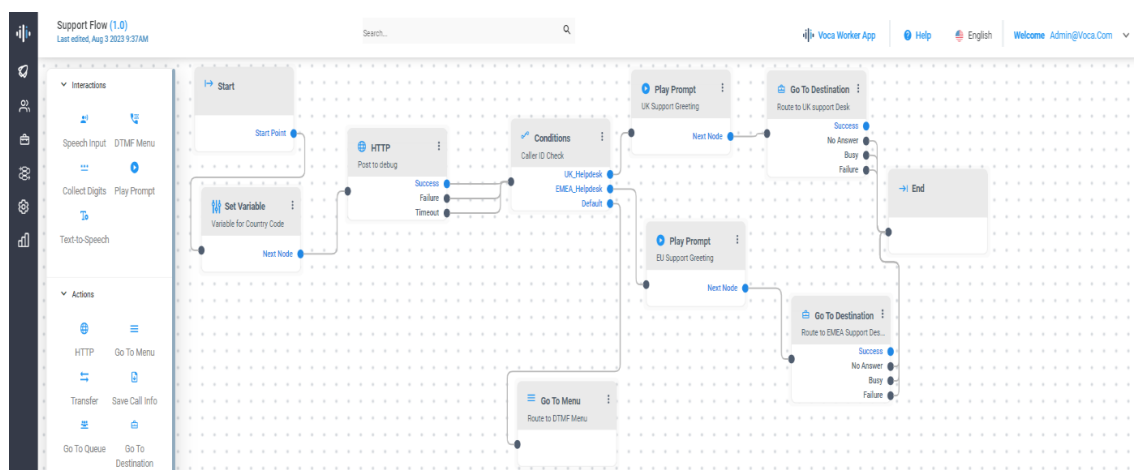 Support Flow (1.0)
Last edited, Aug 3 2023 9:37AM
Search...
Voca Worker App
Help
English
Welcome Admin@Voca.Com
Interactions
Speech Input
DTMF Menu
Collect Digits
Play Prompt
Text-to-Speech
Actions
HTTP
Go To Menu
Transfer
Save Call Info
Go To Queue
Go To
Destination
Start
Start Point
Set Variable
Variable for Country Code
Next Node
HTTP
Post to debug
Success
Failure
Timeout
Conditions
Caller ID Check
UK_Helpdesk
EMEA_Helpdesk
Default
Play Prompt
UK Support Greeting
Next Node
Go To Destination
Route to UK support Desk
Success
No Answer
Busy
Failure
End
Play Prompt
EU Support Greeting
Next Node
Go To Destination
Route to EMEA Support Des...
Success
No Answer
Busy
Failure
Go To Menu
Route to DTMF Menu